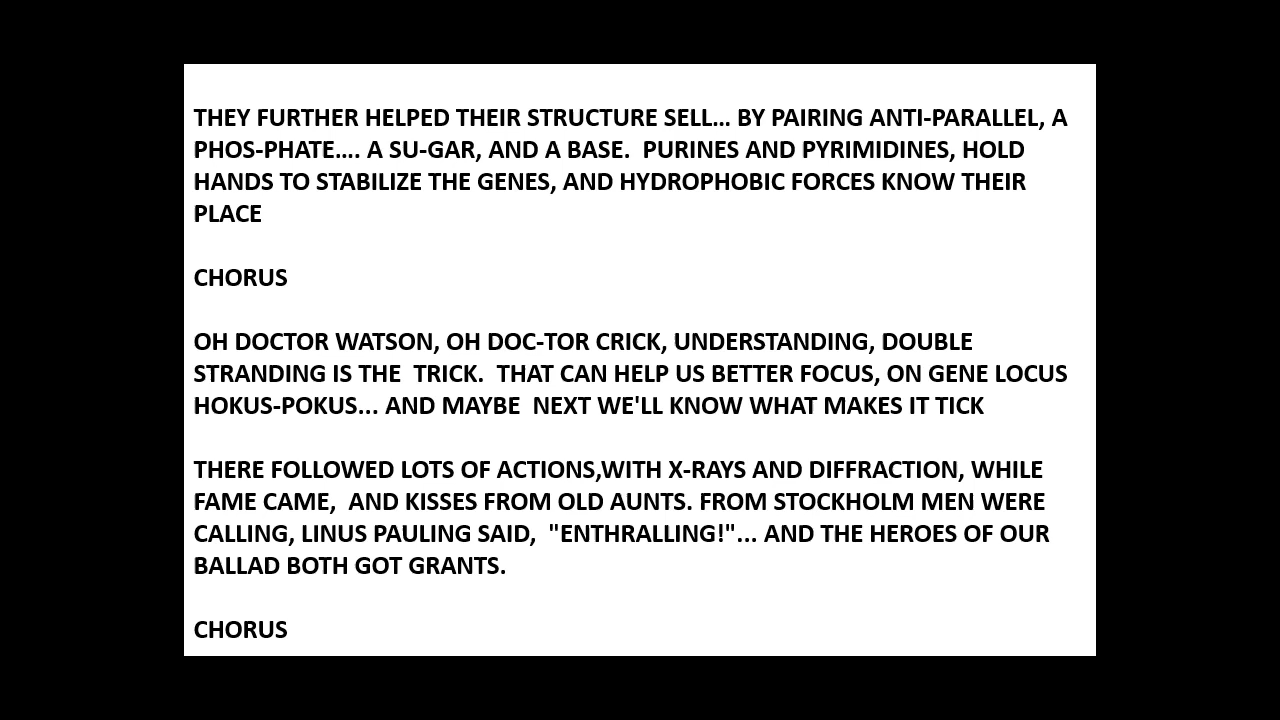 THEY FURTHER HELPED THEIR STRUCTURE SELL... BY PAIRING ANTI-PARALLEL, A
PHOS-PHATE.... A SU-GAR, AND A BASE.  PURINES AND PYRIMIDINES, HOLD
HANDS TO STABILIZE THE GENES, AND HYDROPHOBIC FORCES KNOW THEIR
PLACE
CHORUS
OH DOCTOR WATSON, OH DOC-TOR CRICK, UNDERSTANDING, DOUBLE
STRANDING IS THE  TRICK.  THAT CAN HELP US BETTER FOCUS, ON GENE LOCUS
HOKUS-POKUS... AND MAYBE  NEXT WE'LL KNOW WHAT MAKES IT TICK
THERE FOLLOWED LOTS OF ACTIONS,WITH X-RAYS AND DIFFRACTION, WHILE
FAME CAME,  AND KISSES FROM OLD AUNTS. FROM STOCKHOLM MEN WERE
CALLING, LINUS PAULING SAID,  "ENTHRALLING!"... AND THE HEROES OF OUR
BALLAD BOTH GOT GRANTS.
CHORUS